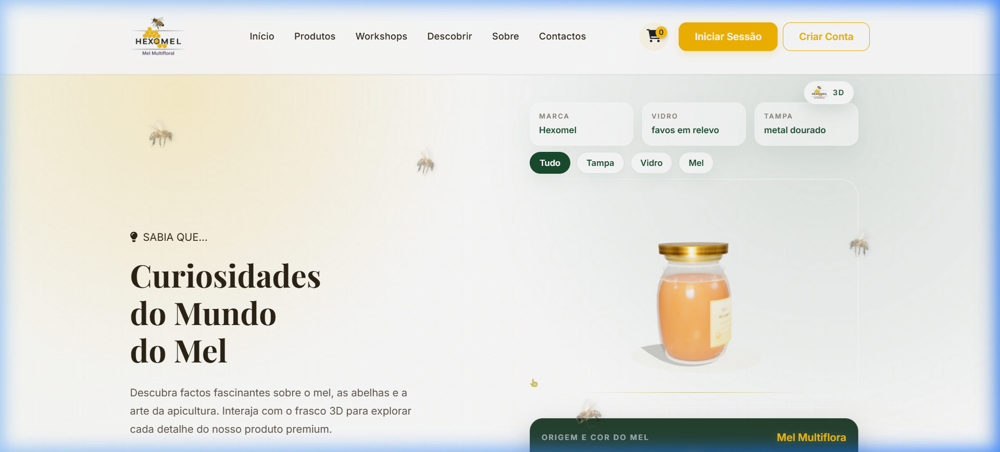 HEXOMEL
Mel Multifloral
Início
Produtos
Workshops
Descobrir
Sobre
Contactos
0
Iniciar Sessão
Criar Conta
HEXOMEL
3D
MARCA
Hexomel
VIDRO
favos em relevo
TAMPA
metal dourado
Tudo
Tampa
Vidro
Mel
SABIA QUE...
Curiosidades
do Mundo
do Mel
Descubra factos fascinantes sobre o mel, as abelhas e a
arte da apicultura. Interaja com o frasco 3D para explorar
cada detalhe do nosso produto premium.
Mel
ORIGEM E COR DO MEL
Mel Multiflora